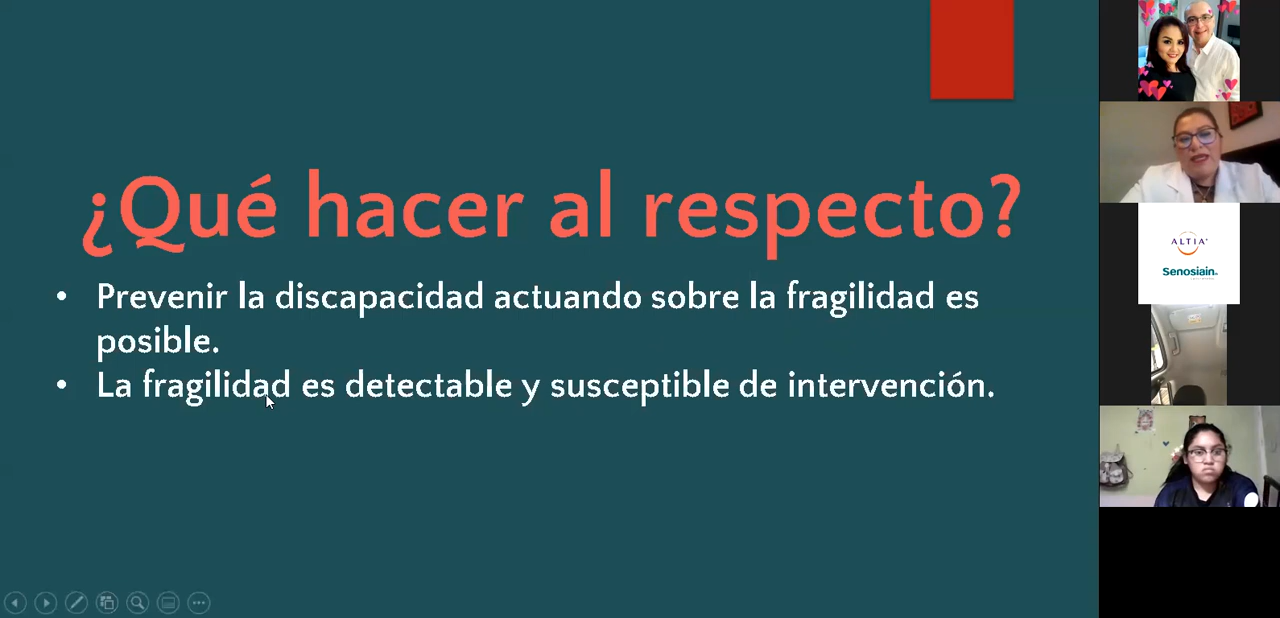 ¿Qué hacer al respecto?
• Prevenir la discapacidad actuando sobre la fragilidad es
posible.
• La fragilidad es detectable y susceptible de intervención.
ALTIA
Senosiain